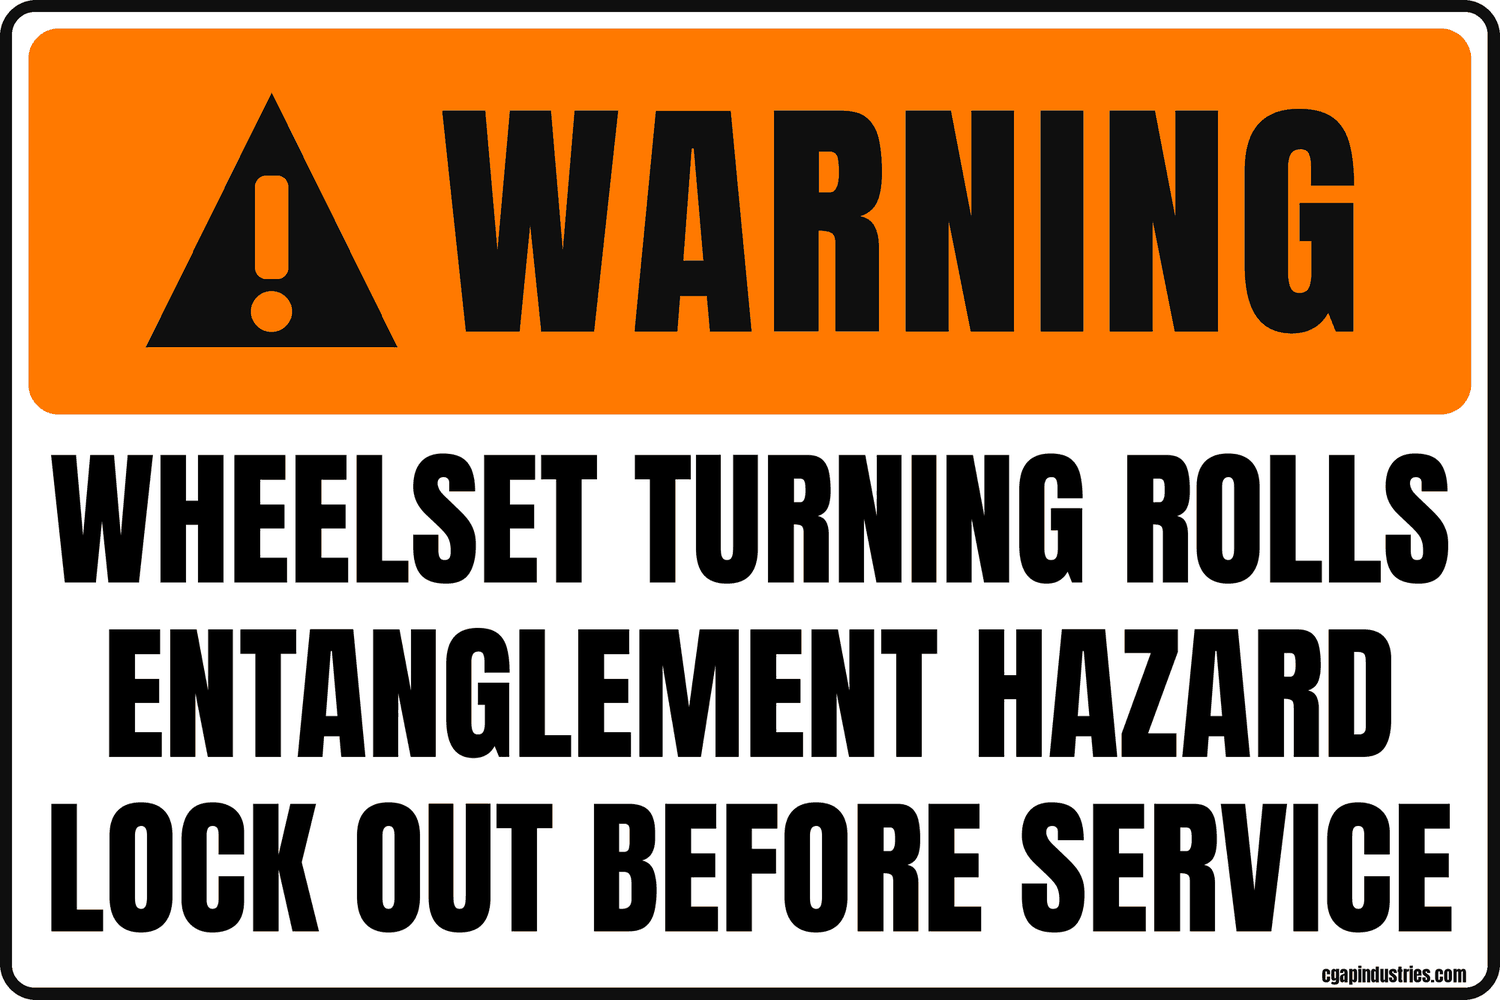 WARNING
WHEELSET TURNING ROLLS
ENTANGLEMENT HAZARD
LOCK OUT BEFORE SERVICE
cgapindustries.com